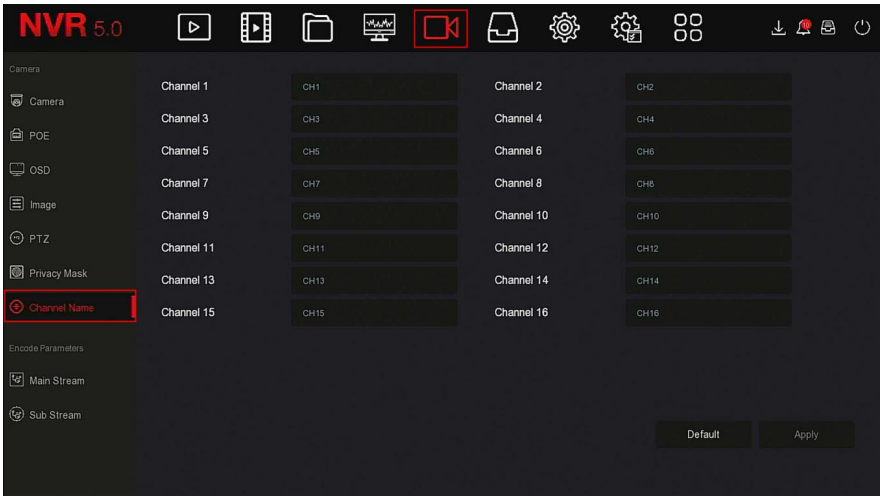 NVR 5.0
10
Camera
Camera
POE
OSD
Image
PTZ
Privacy Mask
Channel Name
Encode Parameters
Main Stream
Sub Stream
Channel 1 CH1 Channel 2 CH2
Channel 3 CH3 Channel 4 CH4
Channel 5 CH5 Channel 6 CH6
Channel 7 CH7 Channel 8 CH8
Channel 9 CH9 Channel 10 CH10
Channel 11 CH11 Channel 12 CH12
Channel 13 CH13 Channel 14 CH14
Channel 15 CH15 Channel 16 CH16
Default Apply